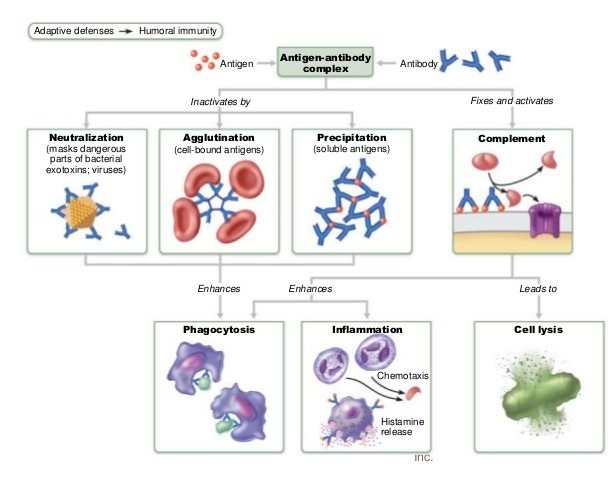 Adaptive defenses → Humoral immunity
Antigen
Antigen-antibody
complex
Antibody
Inactivates by
Fixes and activates
Neutralization
(masks dangerous
parts of bacterial
exotoxins; viruses)
Agglutination
(cell-bound antigens)
Precipitation
(soluble antigens)
Complement
Enhances
Enhances
Leads to
Phagocytosis
Inflammation
Chemotaxis
Histamine
release
Cell lysis
Inc.